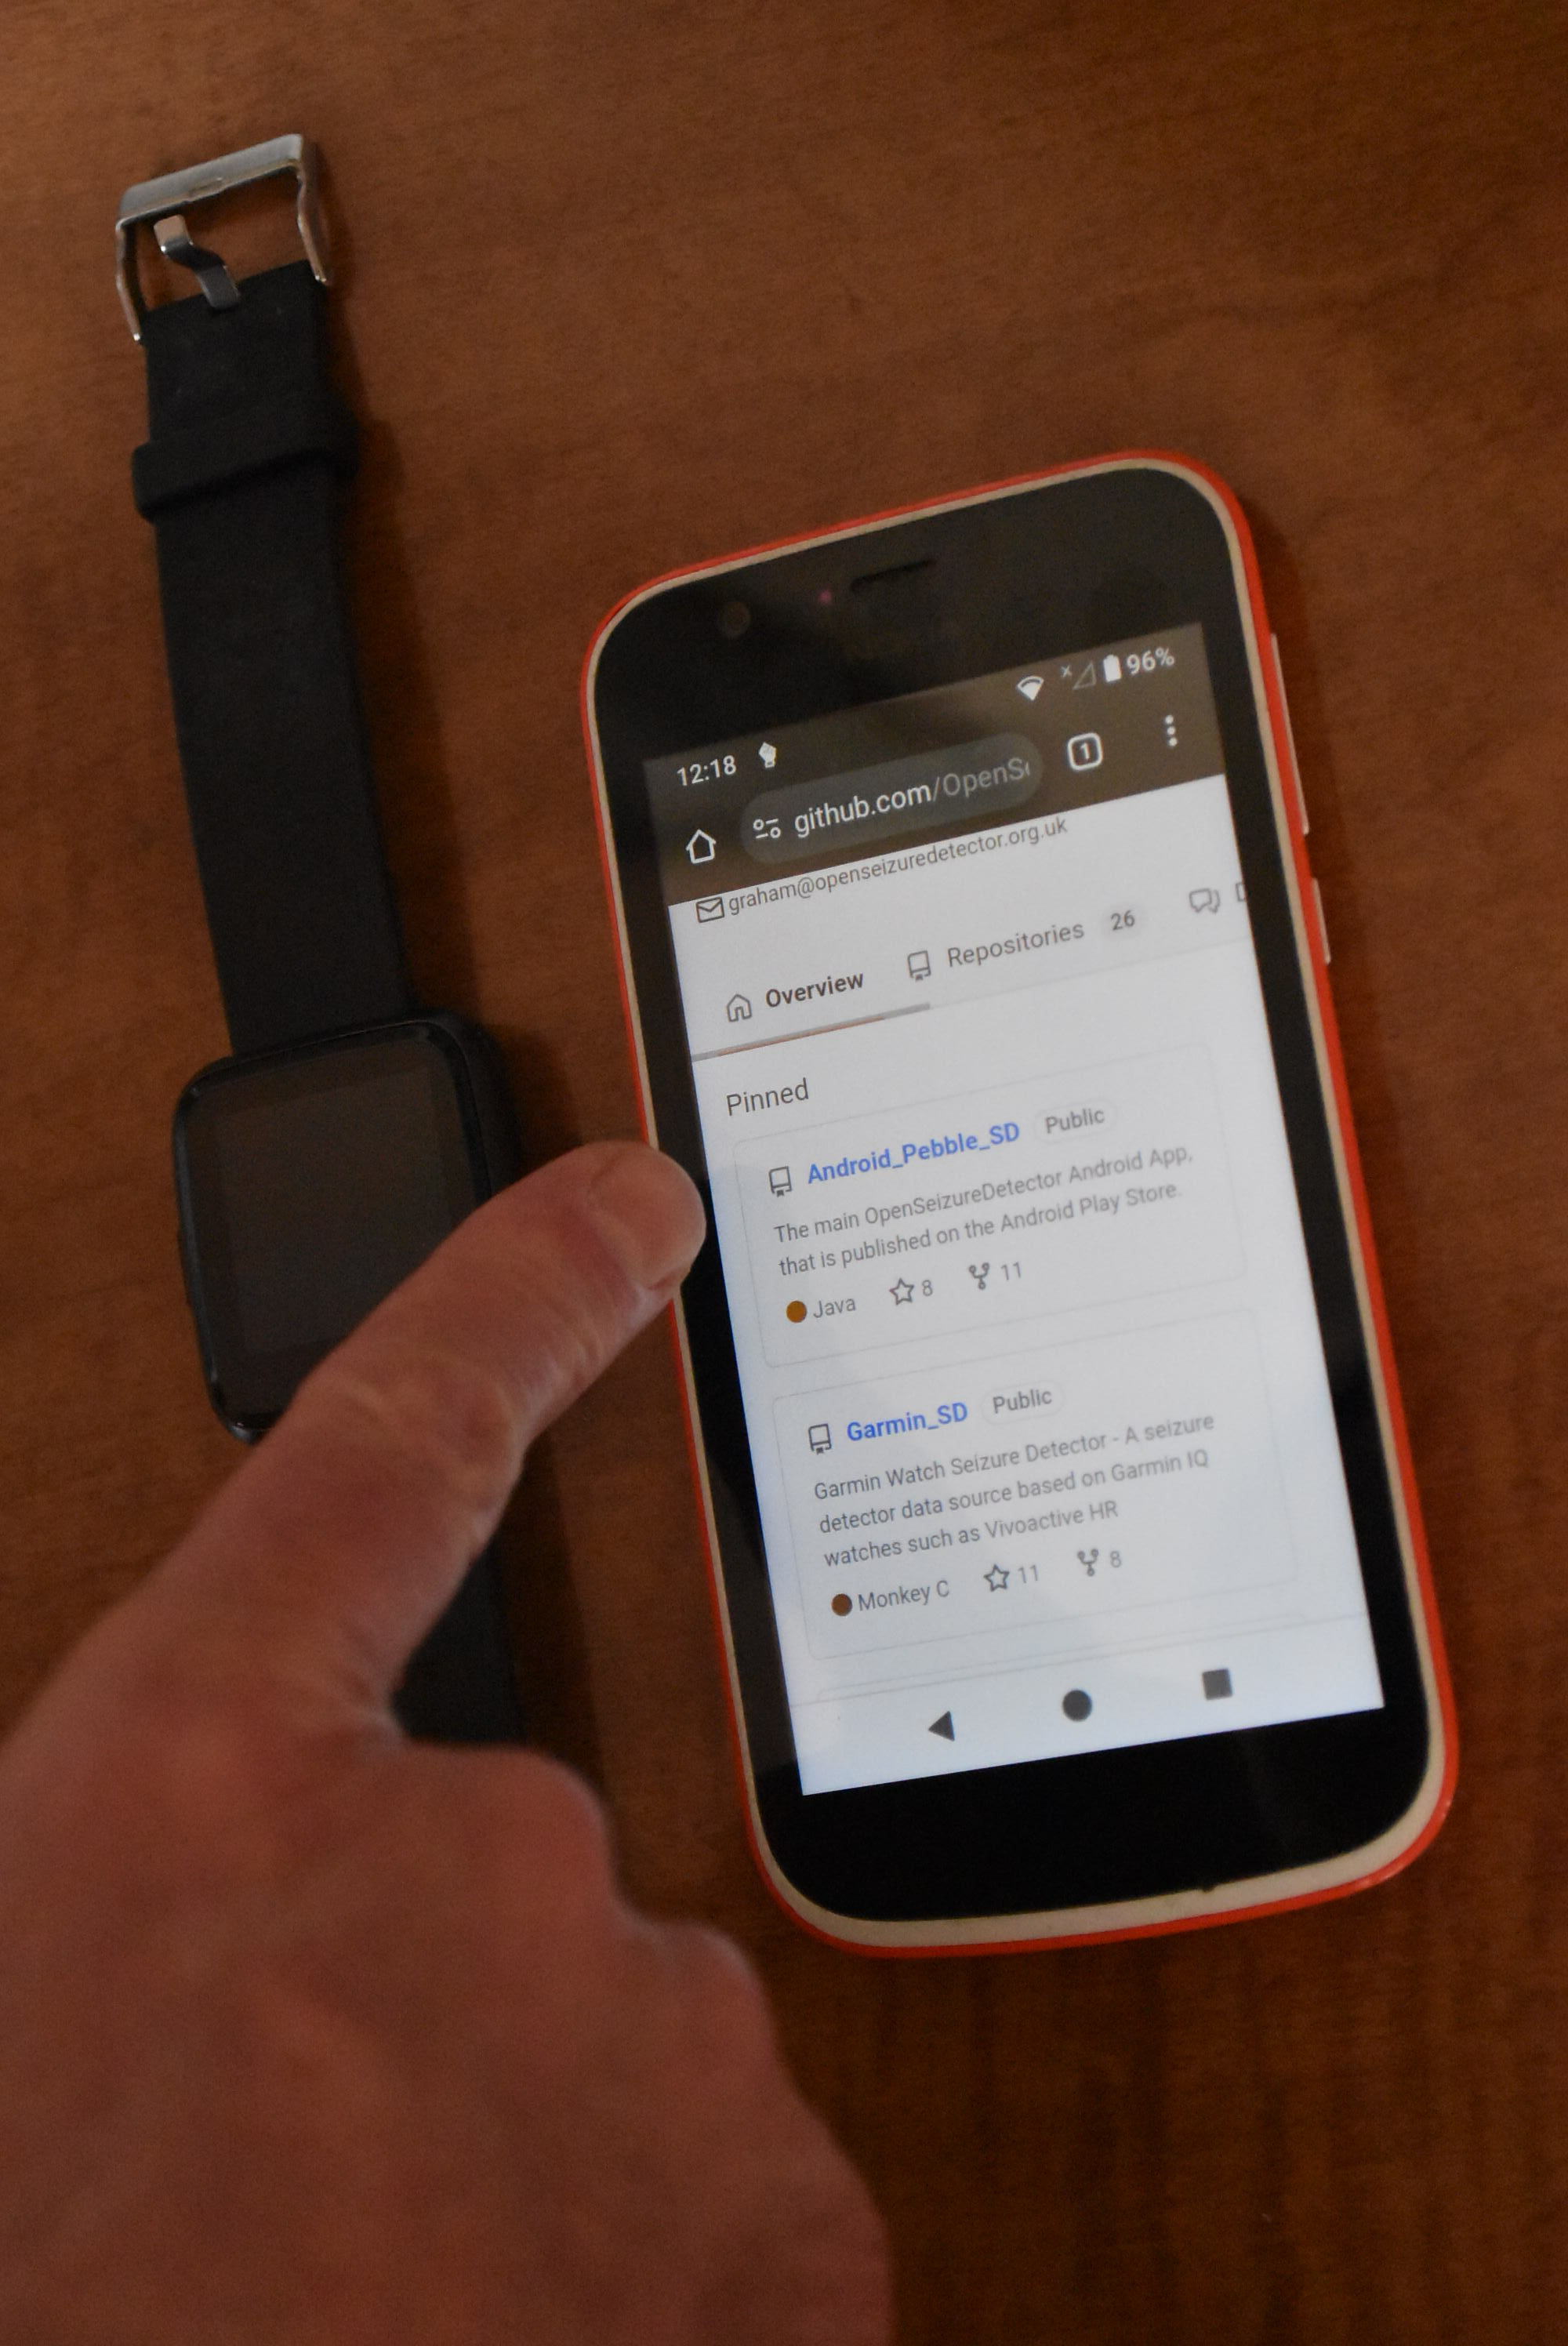 12:18 96%
github.com/OpenS
1
graham@openseizuredetector.org.uk
Overview Repositories 26
Pinned
Android_Pebble_SD Public
The main OpenSeizureDetector Android App,
that is published on the Android Play Store.
Java 8 11
Garmin_SD Public
Garmin Watch Seizure Detector - A seizure
detector data source based on Garmin IQ
watches such as Vivoactive HR
Monkey C 11 8